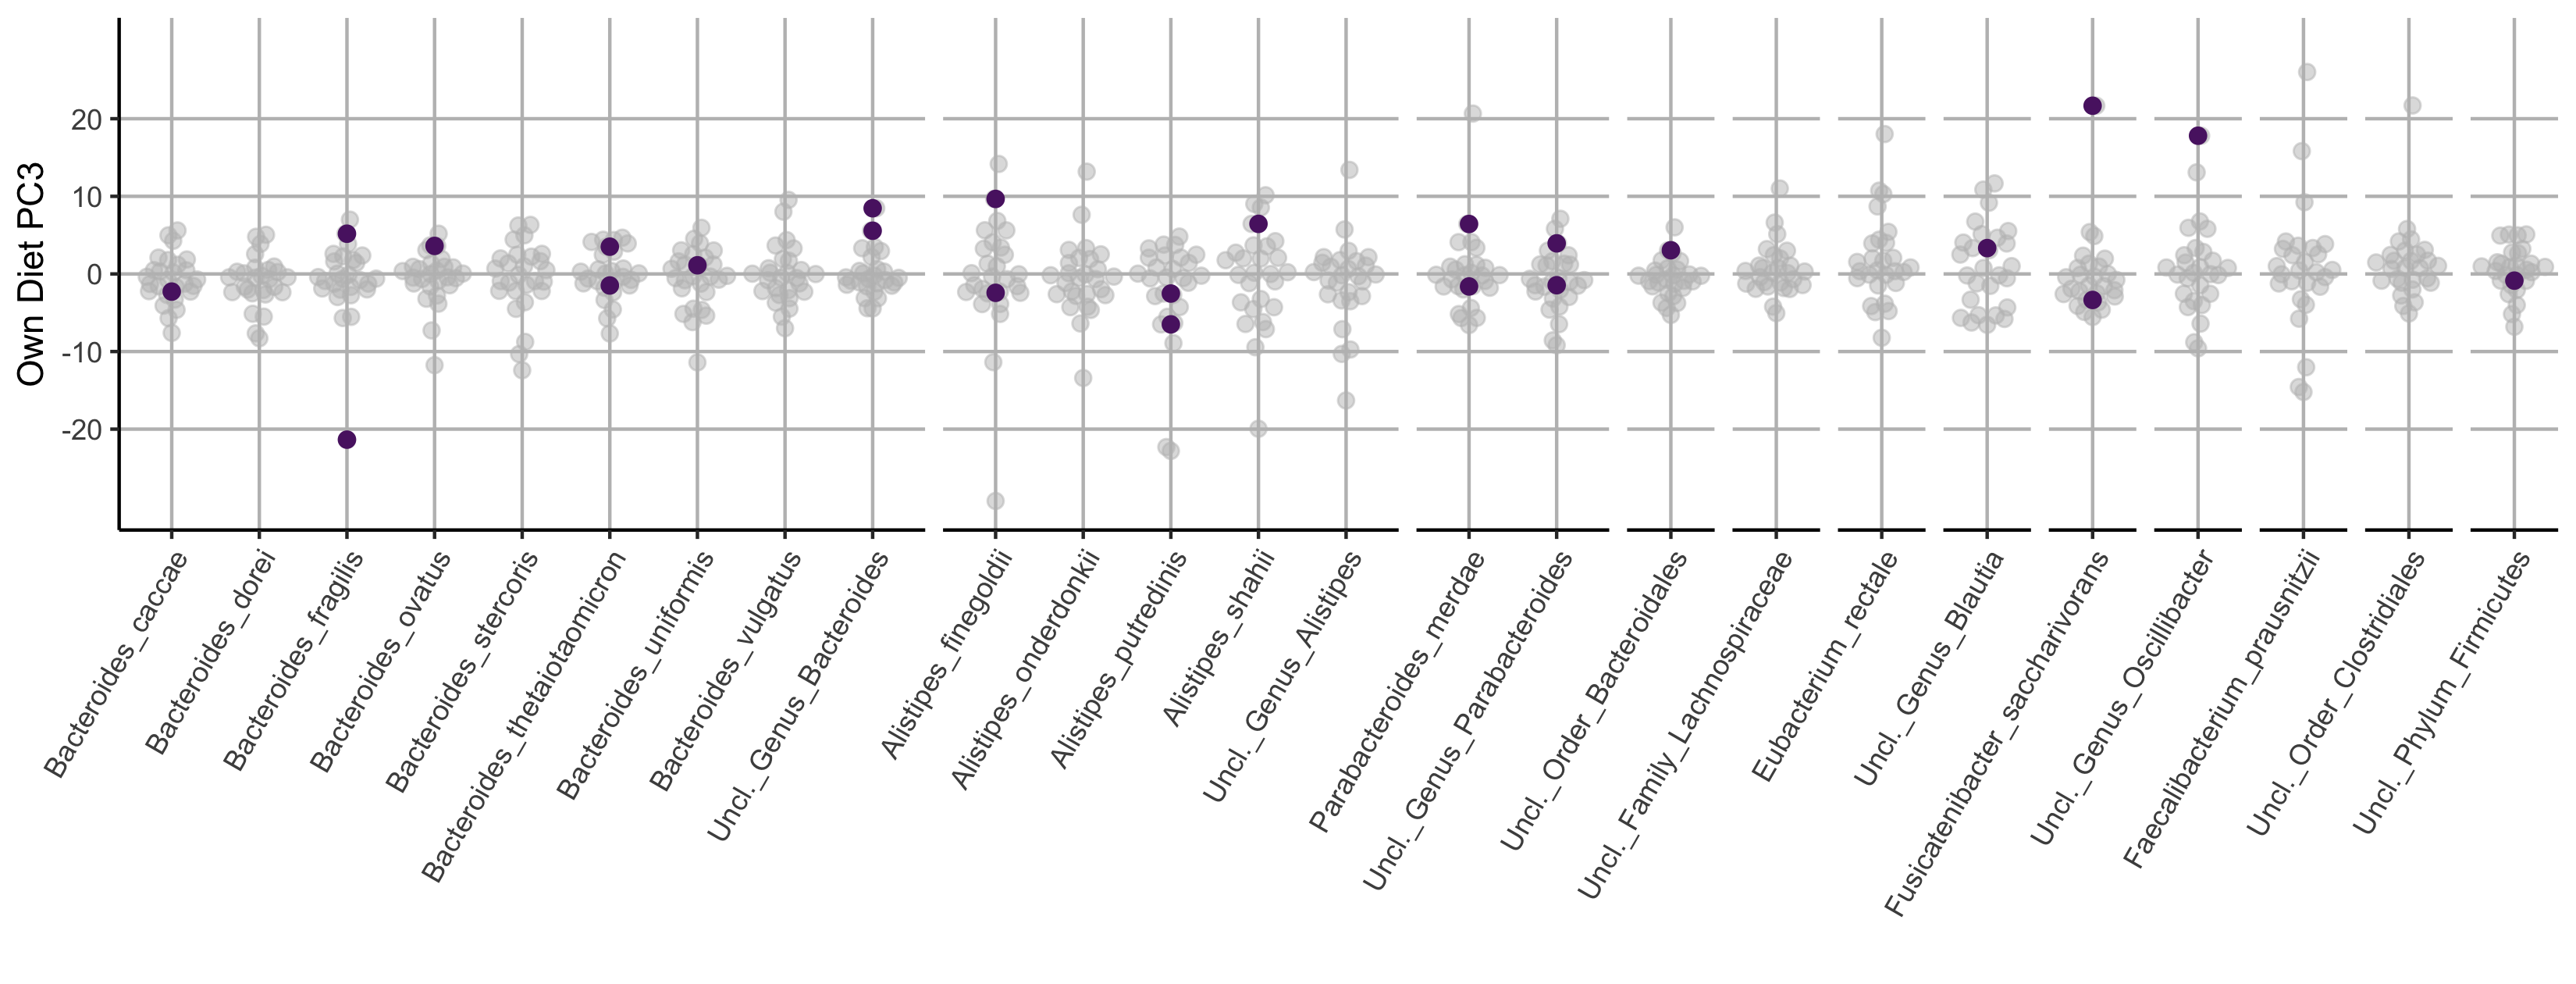 Own Diet PC3
20
10
0
-10
-20
Bacteroides_caccae
Bacteroides_dorei
Bacteroides_fragilis
Bacteroides_ovatus
Bacteroides_stercoris
Bacteroides_thetaiotaomicron
Bacteroides_uniformis
Bacteroides_vulgatus
Uncl._Genus_Bacteroides
Alistipes_finegoldii
Alistipes_onderdonkii
Alistipes_putredinis
Alistipes_shahii
Uncl._Genus_Alistipes
Parabacteroides_merdae
Uncl._Genus_Parabacteroides
Uncl._Order_Bacteroidales
Uncl._Family_Lachnospiraceae
Eubacterium_rectale
Uncl._Genus_Blautia
Fusicatenibacter_saccharivorans
Uncl._Genus_Oscillibacter
Faecalibacterium_prausnitzii
Uncl._Order_Clostridiales
Uncl._Phylum_Firmicutes